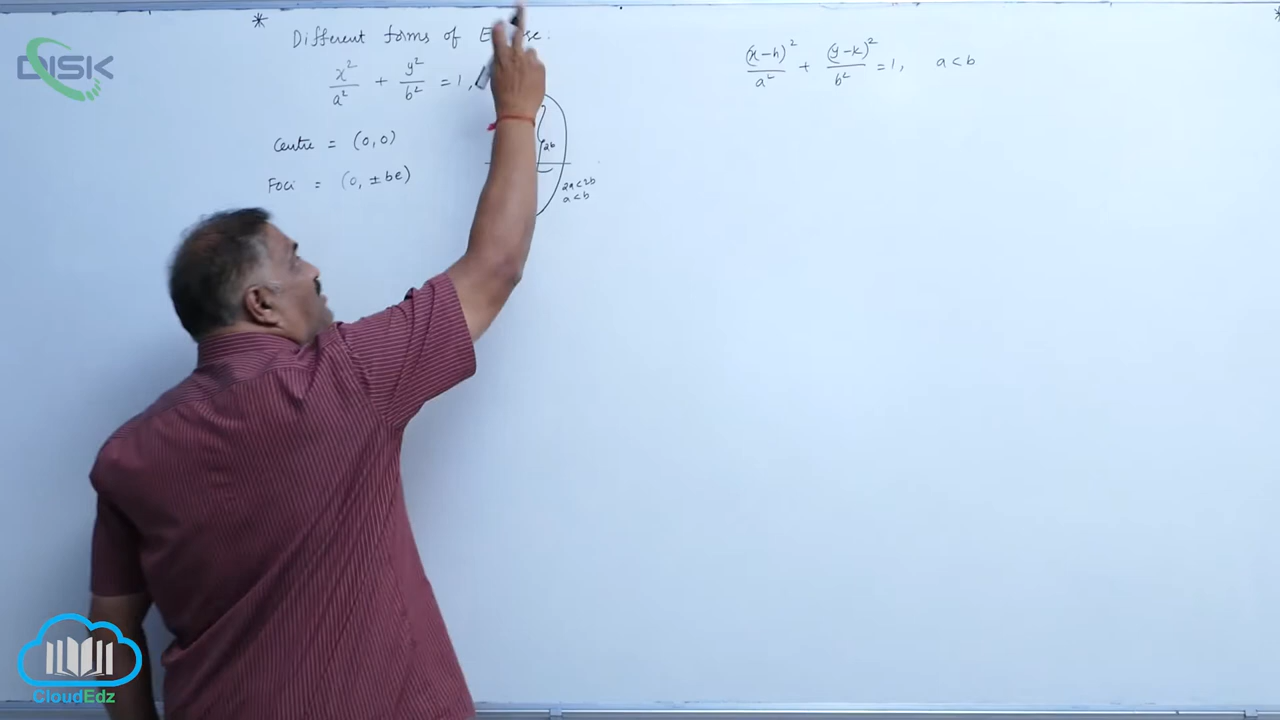 DISK
*
Different forms of
x²/a² + y²/b² = 1,
Centre = (0,0)
Foci = (0, ±be)
2b
2a<2b
a<b
(x-h)²/a² + (y-k)²/b² = 1, a<b
CloudEdz